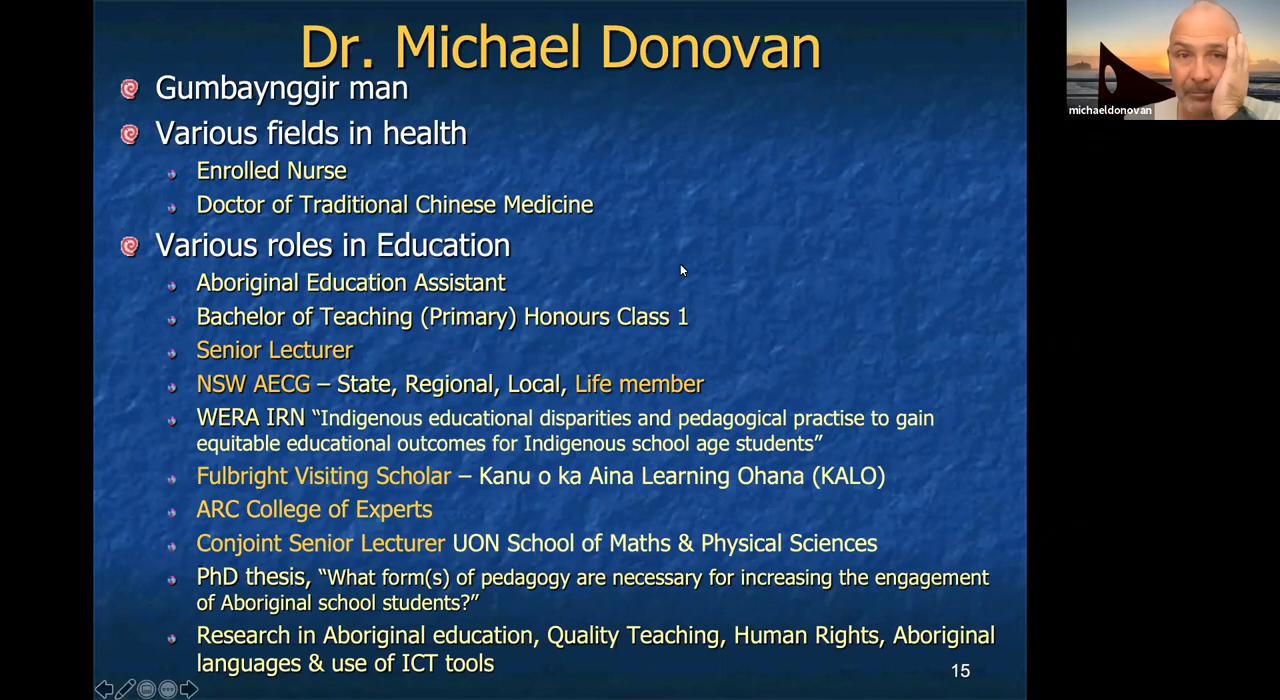 Dr. Michael Donovan
Gumbaynggir man
Various fields in health
Enrolled Nurse
Doctor of Traditional Chinese Medicine
Various roles in Education
Aboriginal Education Assistant
Bachelor of Teaching (Primary) Honours Class 1
Senior Lecturer
NSW AECG – State, Regional, Local, Life member
WERA IRN “Indigenous educational disparities and pedagogical practise to gain
equitable educational outcomes for Indigenous school age students”
Fulbright Visiting Scholar – Kanu o ka Aina Learning Ohana (KALO)
ARC College of Experts
Conjoint Senior Lecturer UON School of Maths & Physical Sciences
PhD thesis, “What form(s) of pedagogy are necessary for increasing the engagement
of Aboriginal school students?”
Research in Aboriginal education, Quality Teaching, Human Rights, Aboriginal
languages & use of ICT tools
15
michaeldonovan